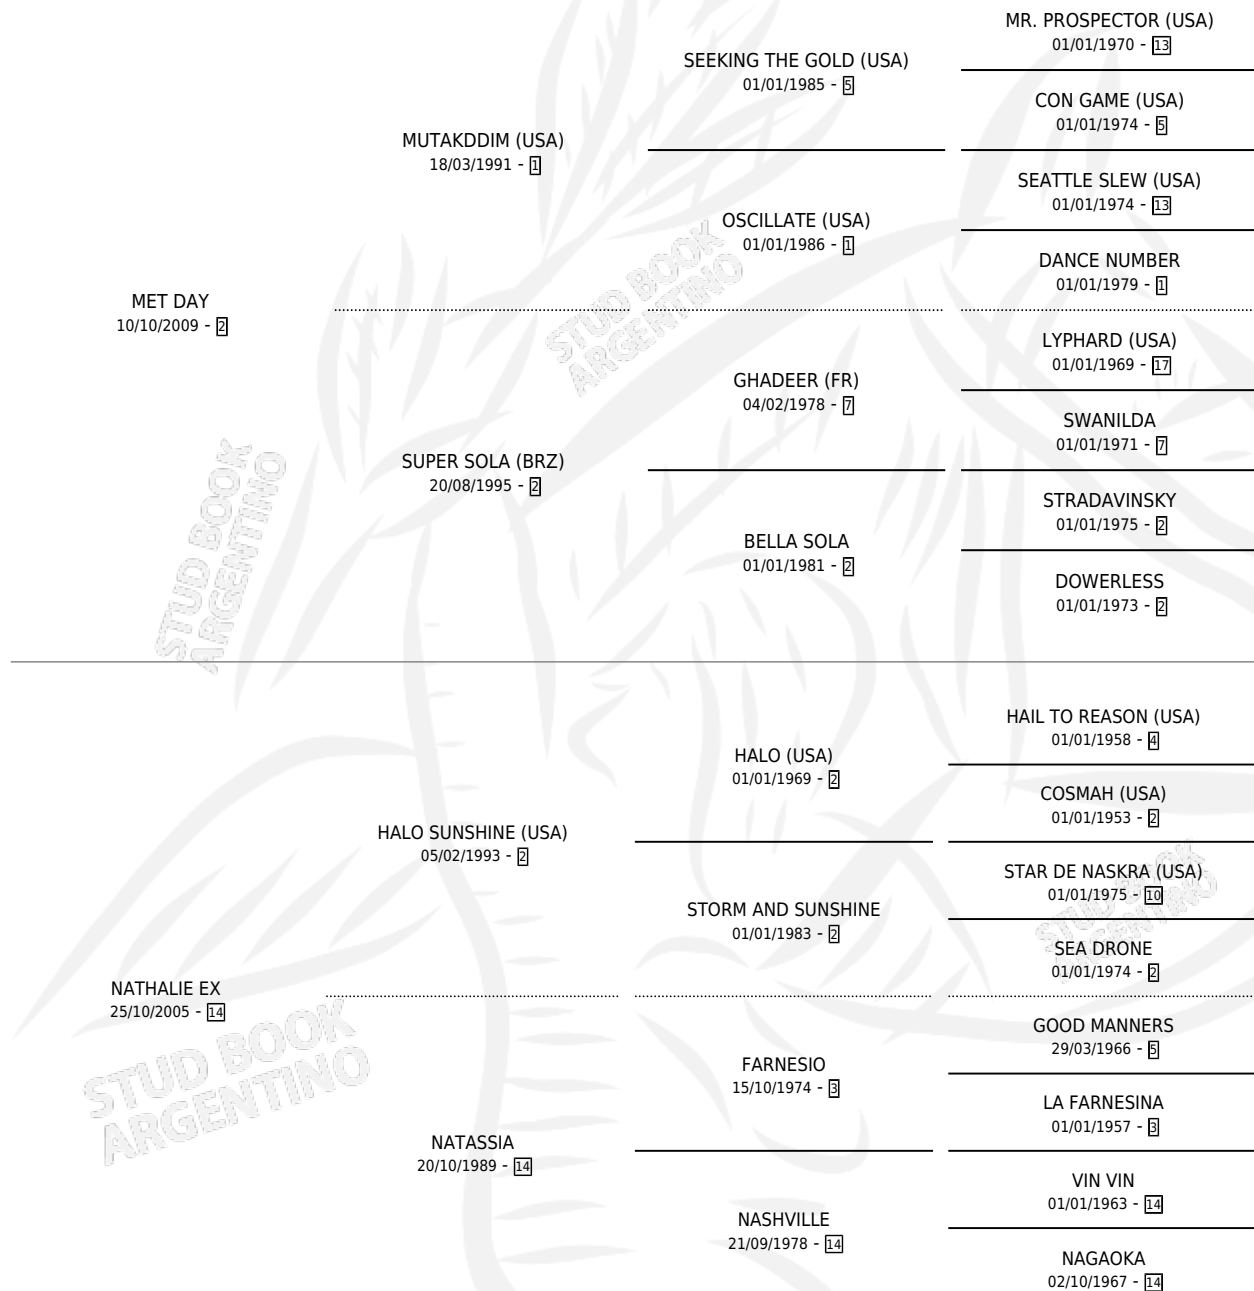 MR. PROSPECTOR (USA)
01/01/1970 - 13
SEEKING THE GOLD (USA)
01/01/1985 - 5
CON GAME (USA)
01/01/1974 - 5
MUTAKDDIM (USA)
18/03/1991 - 1
SEATTLE SLEW (USA)
01/01/1974 - 13
OSCILLATE (USA)
01/01/1986 - 1
DANCE NUMBER
01/01/1979 - 1
MET DAY
10/10/2009 - 2
LYPHARD (USA)
01/01/1969 - 17
GHADEER (FR)
04/02/1978 - 7
SWANILDA
01/01/1971 - 7
SUPER SOLA (BRZ)
20/08/1995 - 2
STRADAVINSKY
01/01/1975 - 2
BELLA SOLA
01/01/1981 - 2
DOWERLESS
01/01/1973 - 2
HAIL TO REASON (USA)
01/01/1958 - 4
HALO (USA)
01/01/1969 - 2
COSMAH (USA)
01/01/1953 - 2
HALO SUNSHINE (USA)
05/02/1993 - 2
STAR DE NASKRA (USA)
01/01/1975 - 10
STORM AND SUNSHINE
01/01/1983 - 2
SEA DRONE
01/01/1974 - 2
NATHALIE EX
25/10/2005 - 14
GOOD MANNERS
29/03/1966 - 5
FARNESIO
15/10/1974 - 3
LA FARNESINA
01/01/1957 - 3
NATASSIA
20/10/1989 - 14
VIN VIN
01/01/1963 - 14
NASHVILLE
21/09/1978 - 14
NAGAOKA
02/10/1967 - 14
STUD BOOK
ARGENTINO
STUD BOOK
ARGENTINO
STUD BOOK
ARGENTINO
STUD BOOK
ARGENTINO